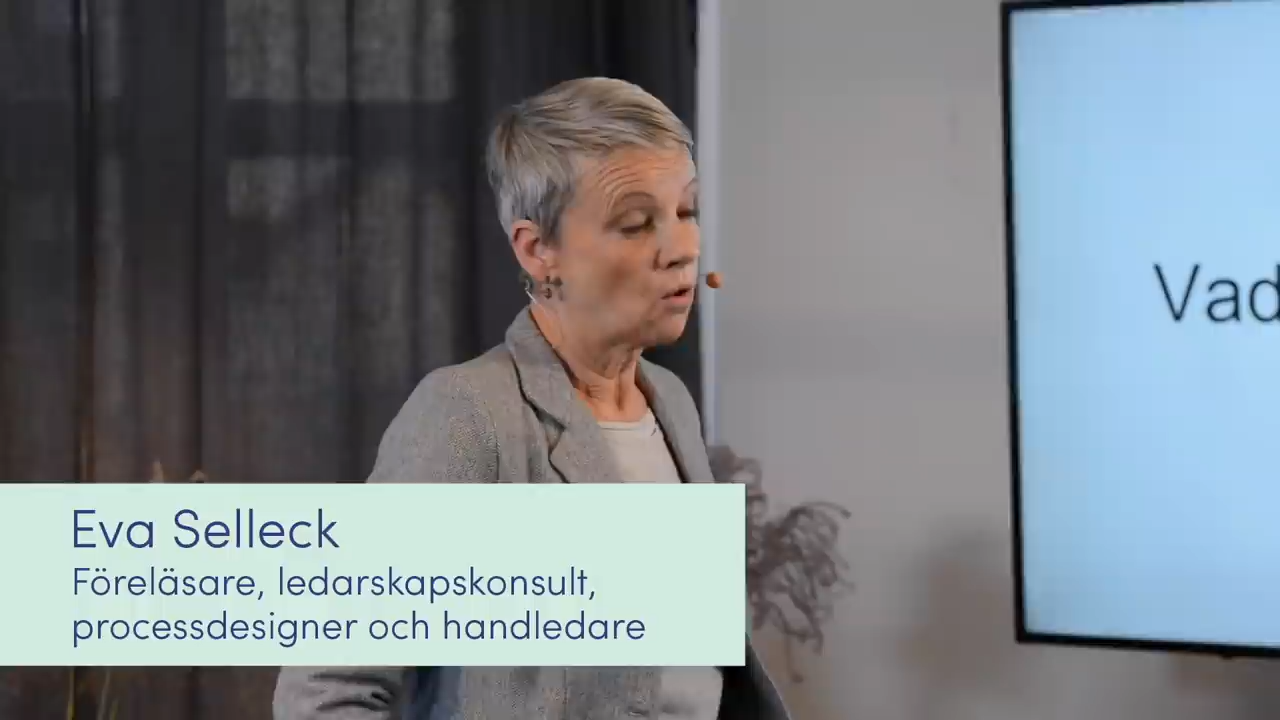 Vad
Eva Selleck
Föreläsare, ledarskapskonsult,
processdesigner och handledare